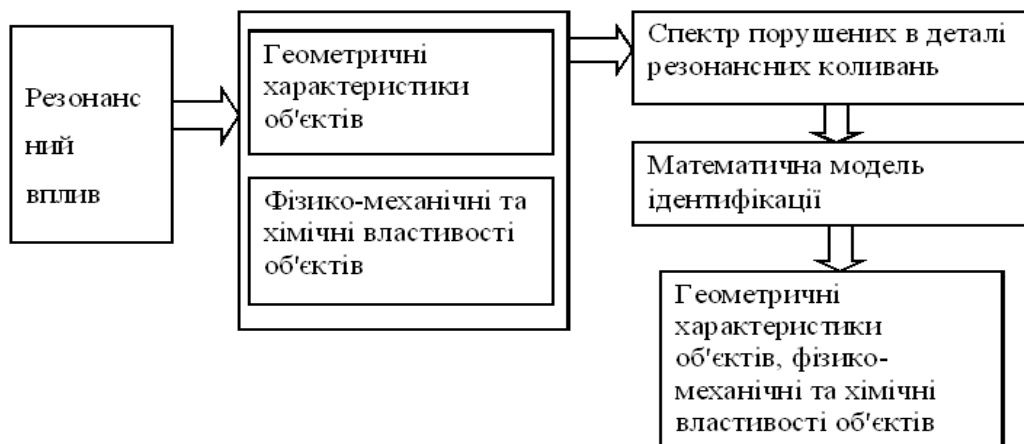 Резонанс
ний
вплив
Геометричні
характеристики
об'єктів
Фізико-механічні та
хімічні властивості
об'єктів
Спектр порушених в деталі
резонансних коливань
Математична модель
ідентифікації
Геометричні
характеристики
об'єктів, фізико-
механічні та хімічні
властивості об'єктів